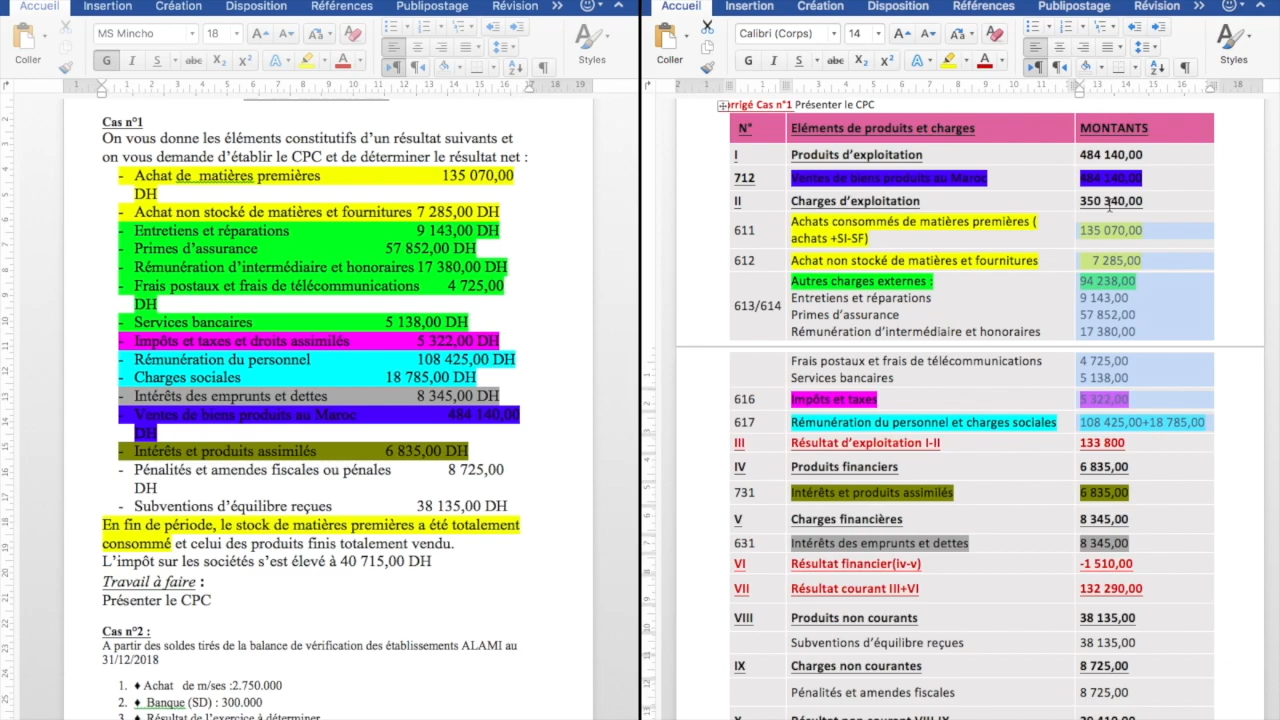 Accueil Insertion Création Disposition Références Publipostage Révision >>
Coller MS Mincho 18 Styles
G I S abc X₂ X²
Cas n°1
On vous donne les éléments constitutifs d'un résultat suivants et
on vous demande d'établir le CPC et de déterminer le résultat net :
- Achat de matières premières 135 070,00
DH
- Achat non stocké de matières et fournitures 7 285,00 DH
- Entretiens et réparations 9 143,00 DH
- Primes d'assurance 57 852,00 DH
- Rémunération d'intermédiaire et honoraires 17 380,00 DH
- Frais postaux et frais de télécommunications 4 725,00
DH
- Services bancaires 5 138,00 DH
- Impôts et taxes et droits assimilés 5 322,00 DH
- Rémunération du personnel 108 425,00 DH
- Charges sociales 18 785,00 DH
- Intérêts des emprunts et dettes 8 345,00 DH
- Ventes de biens produits au Maroc 484 140,00
DH
- Intérêts et produits assimilés 6 835,00 DH
- Pénalités et amendes fiscales ou pénales 8 725,00
DH
- Subventions d'équilibre reçues 38 135,00 DH
En fin de période, le stock de matières premières a été totalement
consommé et celui des produits finis totalement vendu.
L'impôt sur les sociétés s'est élevé à 40 715,00 DH
Travail à faire :
Présenter le CPC
Cas n°2 :
A partir des soldes tirés de la balance de vérification des établissements ALAMI au
31/12/2018
1. ♦ Achat de m/ses :2.750.000
2. ♦ Banque (SD) : 300.000
3. ♦ Résultat de l'exercice à déterminer
Accueil Insertion Création Disposition Références Publipostage Révision >>
Coller Calibri (Corps) 14 Styles
G I S abc X₂ X²
rrigé Cas n°1 Présenter le CPC
N° Eléments de produits et charges MONTANTS
I Produits d'exploitation 484 140,00
712 Ventes de biens produits au Maroc 484 140,00
II Charges d'exploitation 350 340,00
611 Achats consommés de matières premières ( achats +SI-SF) 135 070,00
612 Achat non stocké de matières et fournitures 7 285,00
613/614 Autres charges externes : 94 238,00
Entretiens et réparations 9 143,00
Primes d'assurance 57 852,00
Rémunération d'intermédiaire et honoraires 17 380,00
Frais postaux et frais de télécommunications 4 725,00
Services bancaires 5 138,00
616 Impôts et taxes 5 322,00
617 Rémunération du personnel et charges sociales 108 425,00+18 785,00
III Résultat d'exploitation I-II 133 800
IV Produits financiers 6 835,00
731 Intérêts et produits assimilés 6 835,00
V Charges financières 8 345,00
631 Intérêts des emprunts et dettes 8 345,00
VI Résultat financier(iv-v) -1 510,00
VII Résultat courant III+VI 132 290,00
VIII Produits non courants 38 135,00
Subventions d'équilibre reçues 38 135,00
IX Charges non courantes 8 725,00
Pénalités et amendes fiscales 8 725,00
X Résultat non courant VIII-IX 29 410,00